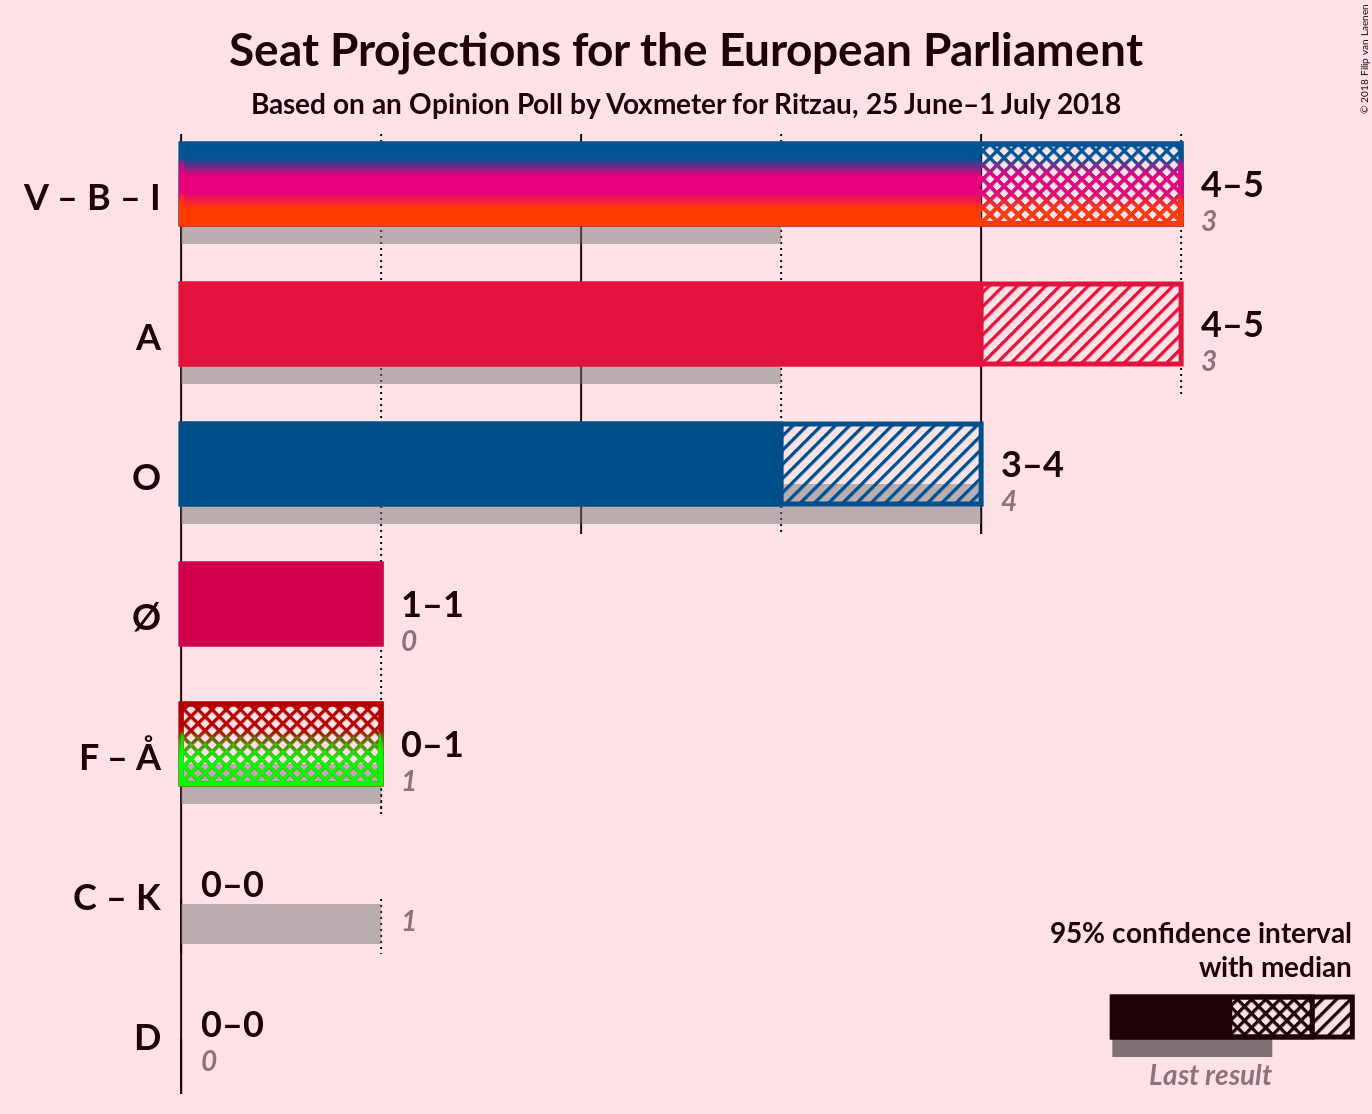 Seat Projections for the European Parliament
Based on an Opinion Poll by Voxmeter for Ritzau, 25 June–1 July 2018
© 2018 Filip van Laenen
V – B – I
4–5
3
A
4–5
3
O
3–4
4
Ø
1–1
0
F – Å
0–1
1
C – K
0–0
1
D
0–0
0
95% confidence interval
with median
Last result